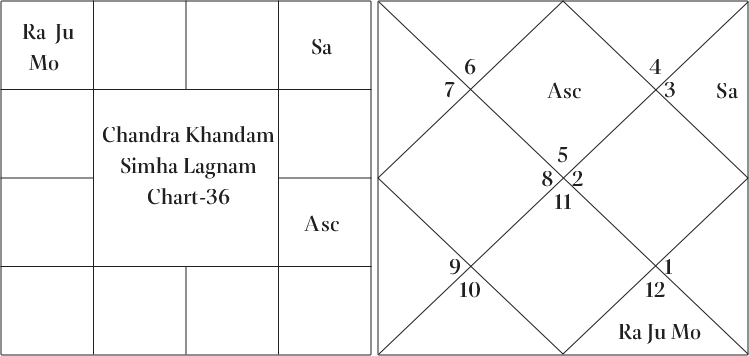 Ra Ju
Mo
Sa
Chandra Khandam
Simha Lagnam
Chart-36
Asc
6
7
Asc
4
3
Sa
5
8 2
11
9
10
1
12
Ra Ju Mo